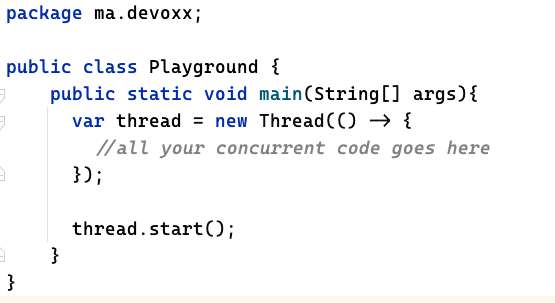 package ma.devoxx;
public class Playground {
public static void main(String[] args){
var thread = new Thread(() -> {
//all your concurrent code goes here
});
thread.start();
}
}